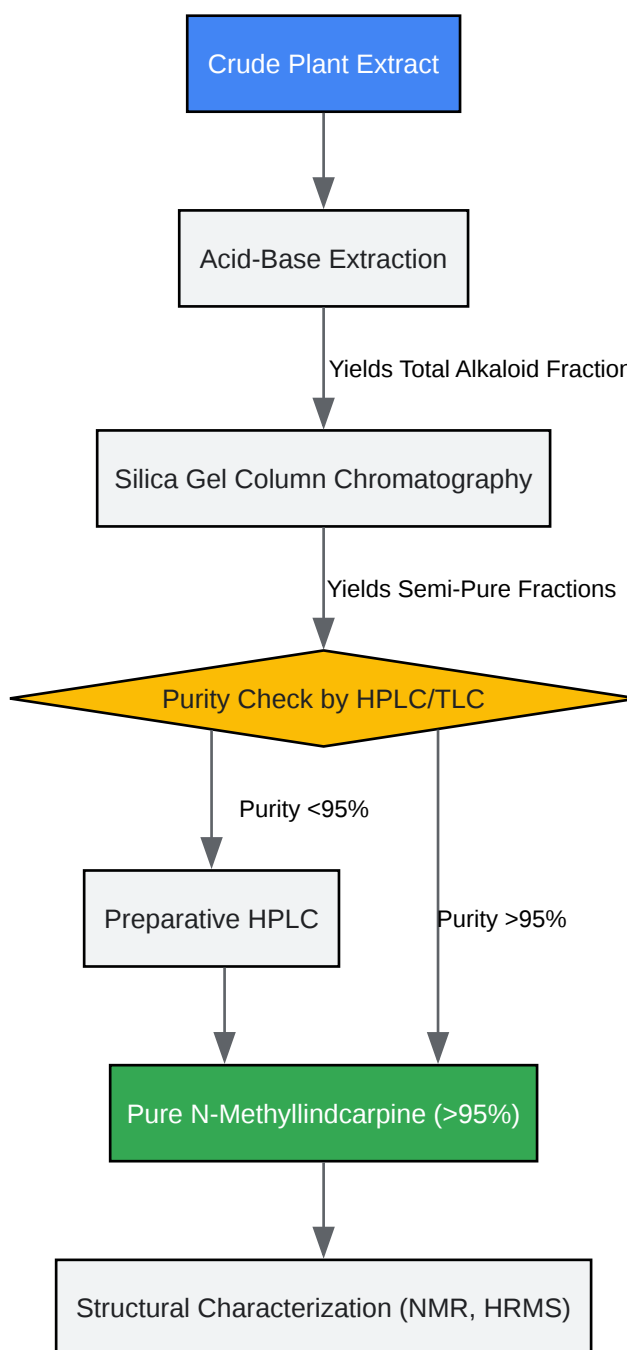 Crude Plant Extract
Acid-Base Extraction
Yields Total Alkaloid Fraction
Silica Gel Column Chromatography
Yields Semi-Pure Fractions
Purity Check by HPLC/TLC
Purity <95%
Preparative HPLC
Purity >95%
Pure N-Methyllindcarpine (>95%)
Structural Characterization (NMR, HRMS)